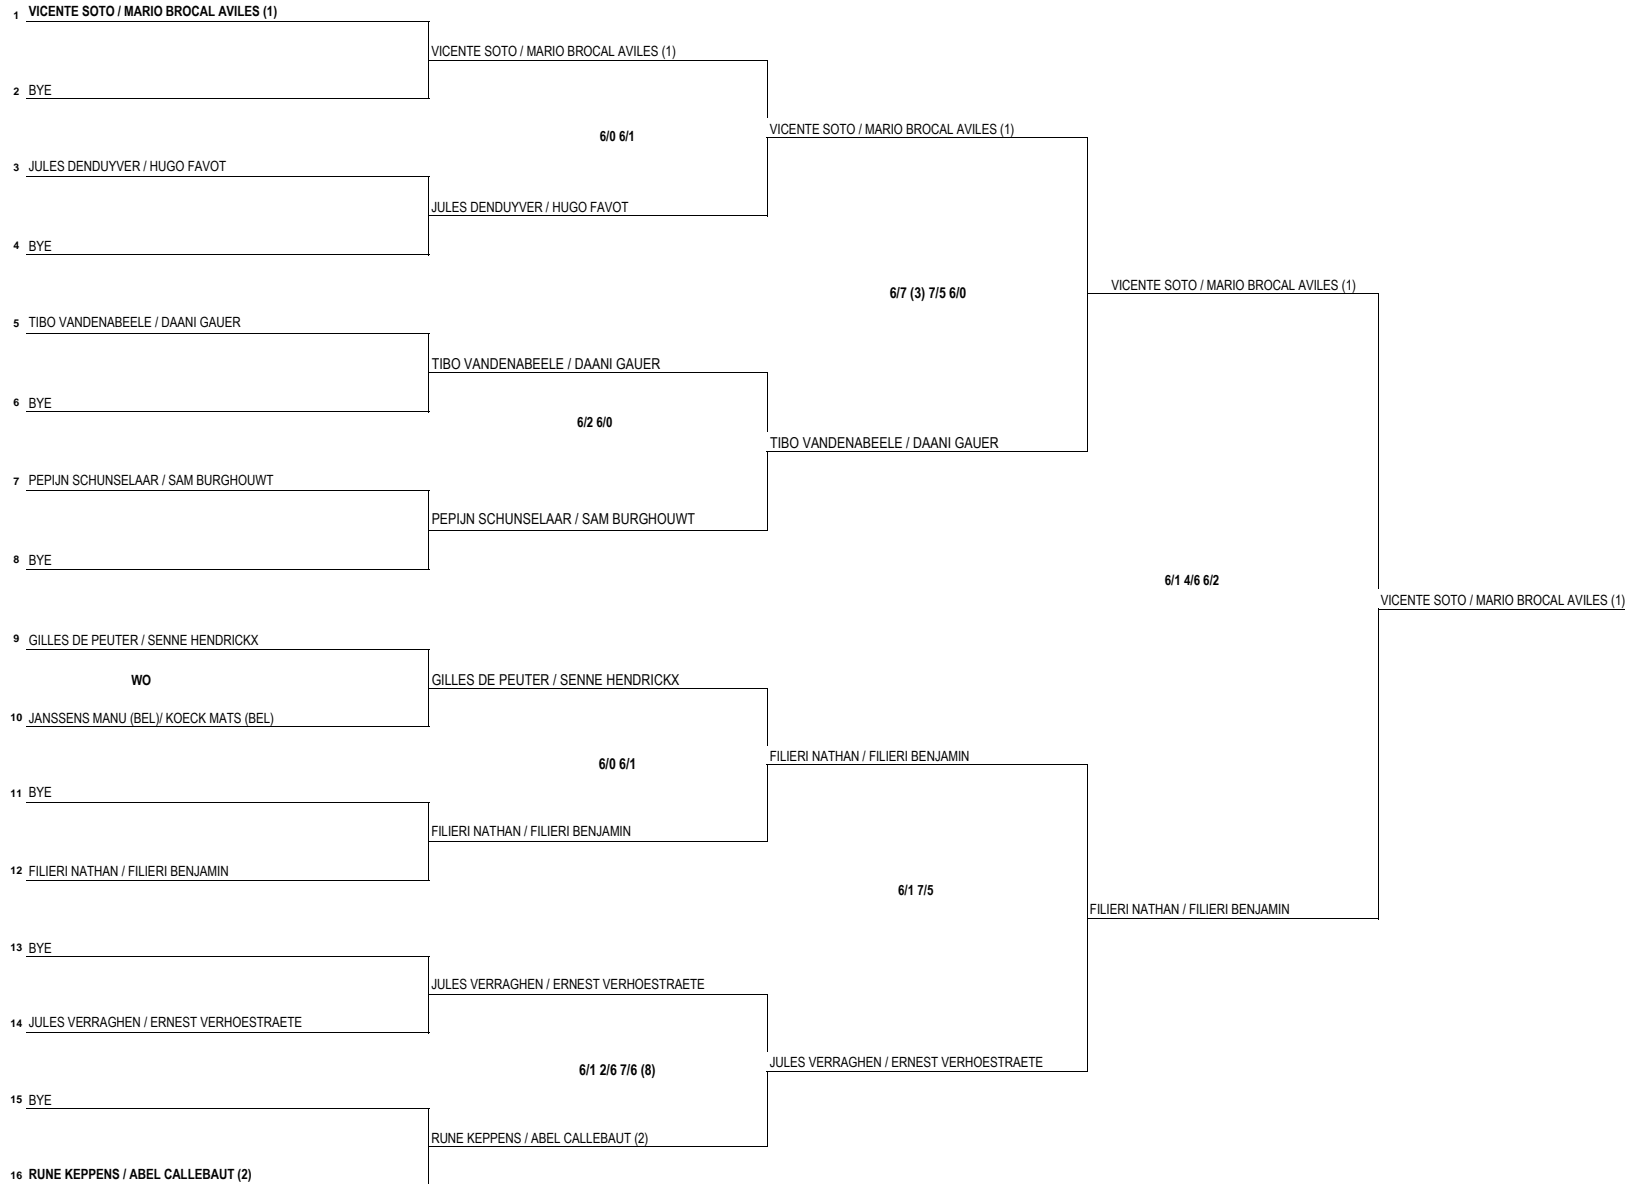 1 VICENTE SOTO / MARIO BROCAL AVILES (1)
VICENTE SOTO / MARIO BROCAL AVILES (1)
2 BYE
6/0 6/1
VICENTE SOTO / MARIO BROCAL AVILES (1)
3 JULES DENDUYVER / HUGO FAVOT
JULES DENDUYVER / HUGO FAVOT
4 BYE
6/7 (3) 7/5 6/0
VICENTE SOTO / MARIO BROCAL AVILES (1)
5 TIBO VANDENABEELE / DAANI GAUER
TIBO VANDENABEELE / DAANI GAUER
6 BYE
6/2 6/0
TIBO VANDENABEELE / DAANI GAUER
7 PEPIJN SCHUNSELAAR / SAM BURGHOUWT
PEPIJN SCHUNSELAAR / SAM BURGHOUWT
8 BYE
6/1 4/6 6/2
VICENTE SOTO / MARIO BROCAL AVILES (1)
9 GILLES DE PEUTER / SENNE HENDRICKX
WO
GILLES DE PEUTER / SENNE HENDRICKX
10 JANSSENS MANU (BEL)/ KOECK MATS (BEL)
6/0 6/1
FILIERI NATHAN / FILIERI BENJAMIN
11 BYE
FILIERI NATHAN / FILIERI BENJAMIN
12 FILIERI NATHAN / FILIERI BENJAMIN
6/1 7/5
FILIERI NATHAN / FILIERI BENJAMIN
13 BYE
JULES VERRAGHEN / ERNEST VERHOESTRAETE
14 JULES VERRAGHEN / ERNEST VERHOESTRAETE
6/1 2/6 7/6 (8)
JULES VERRAGHEN / ERNEST VERHOESTRAETE
15 BYE
RUNE KEPPENS / ABEL CALLEBAUT (2)
16 RUNE KEPPENS / ABEL CALLEBAUT (2)